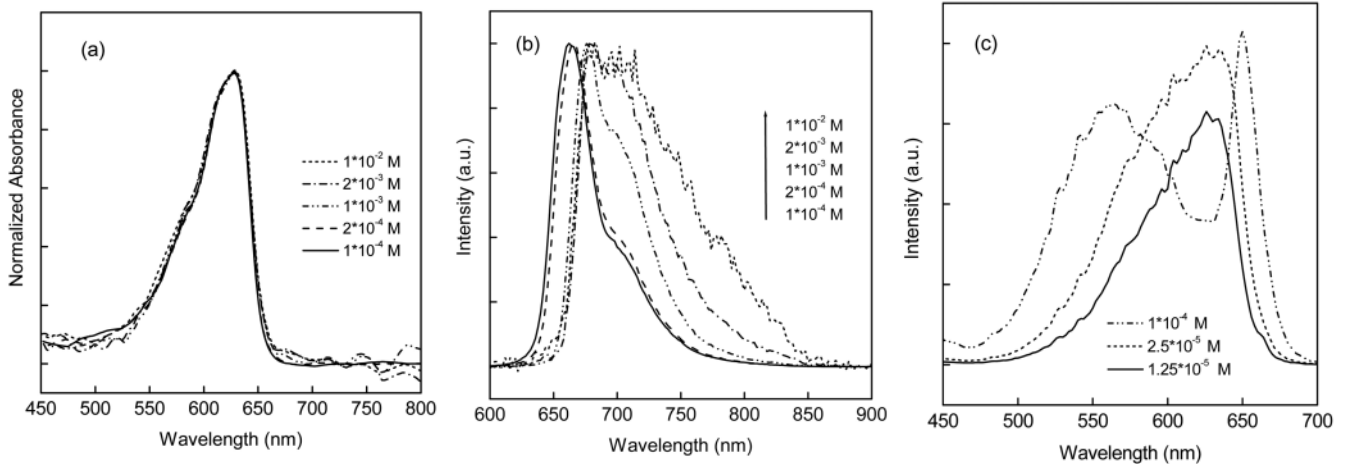 (a)
Normalized Absorbance
1*10⁻² M
2*10⁻³ M
1*10⁻³ M
2*10⁻⁴ M
1*10⁻⁴ M
450 500 550 600 650 700 750 800
Wavelength (nm)
(b)
Intensity (a.u.)
1*10⁻² M
2*10⁻³ M
1*10⁻³ M
2*10⁻⁴ M
1*10⁻⁴ M
600 650 700 750 800 850 900
Wavelength (nm)
(c)
Intensity (a.u.)
1*10⁻⁴ M
2.5*10⁻⁵ M
1.25*10⁻⁵ M
450 500 550 600 650 700
Wavelength (nm)